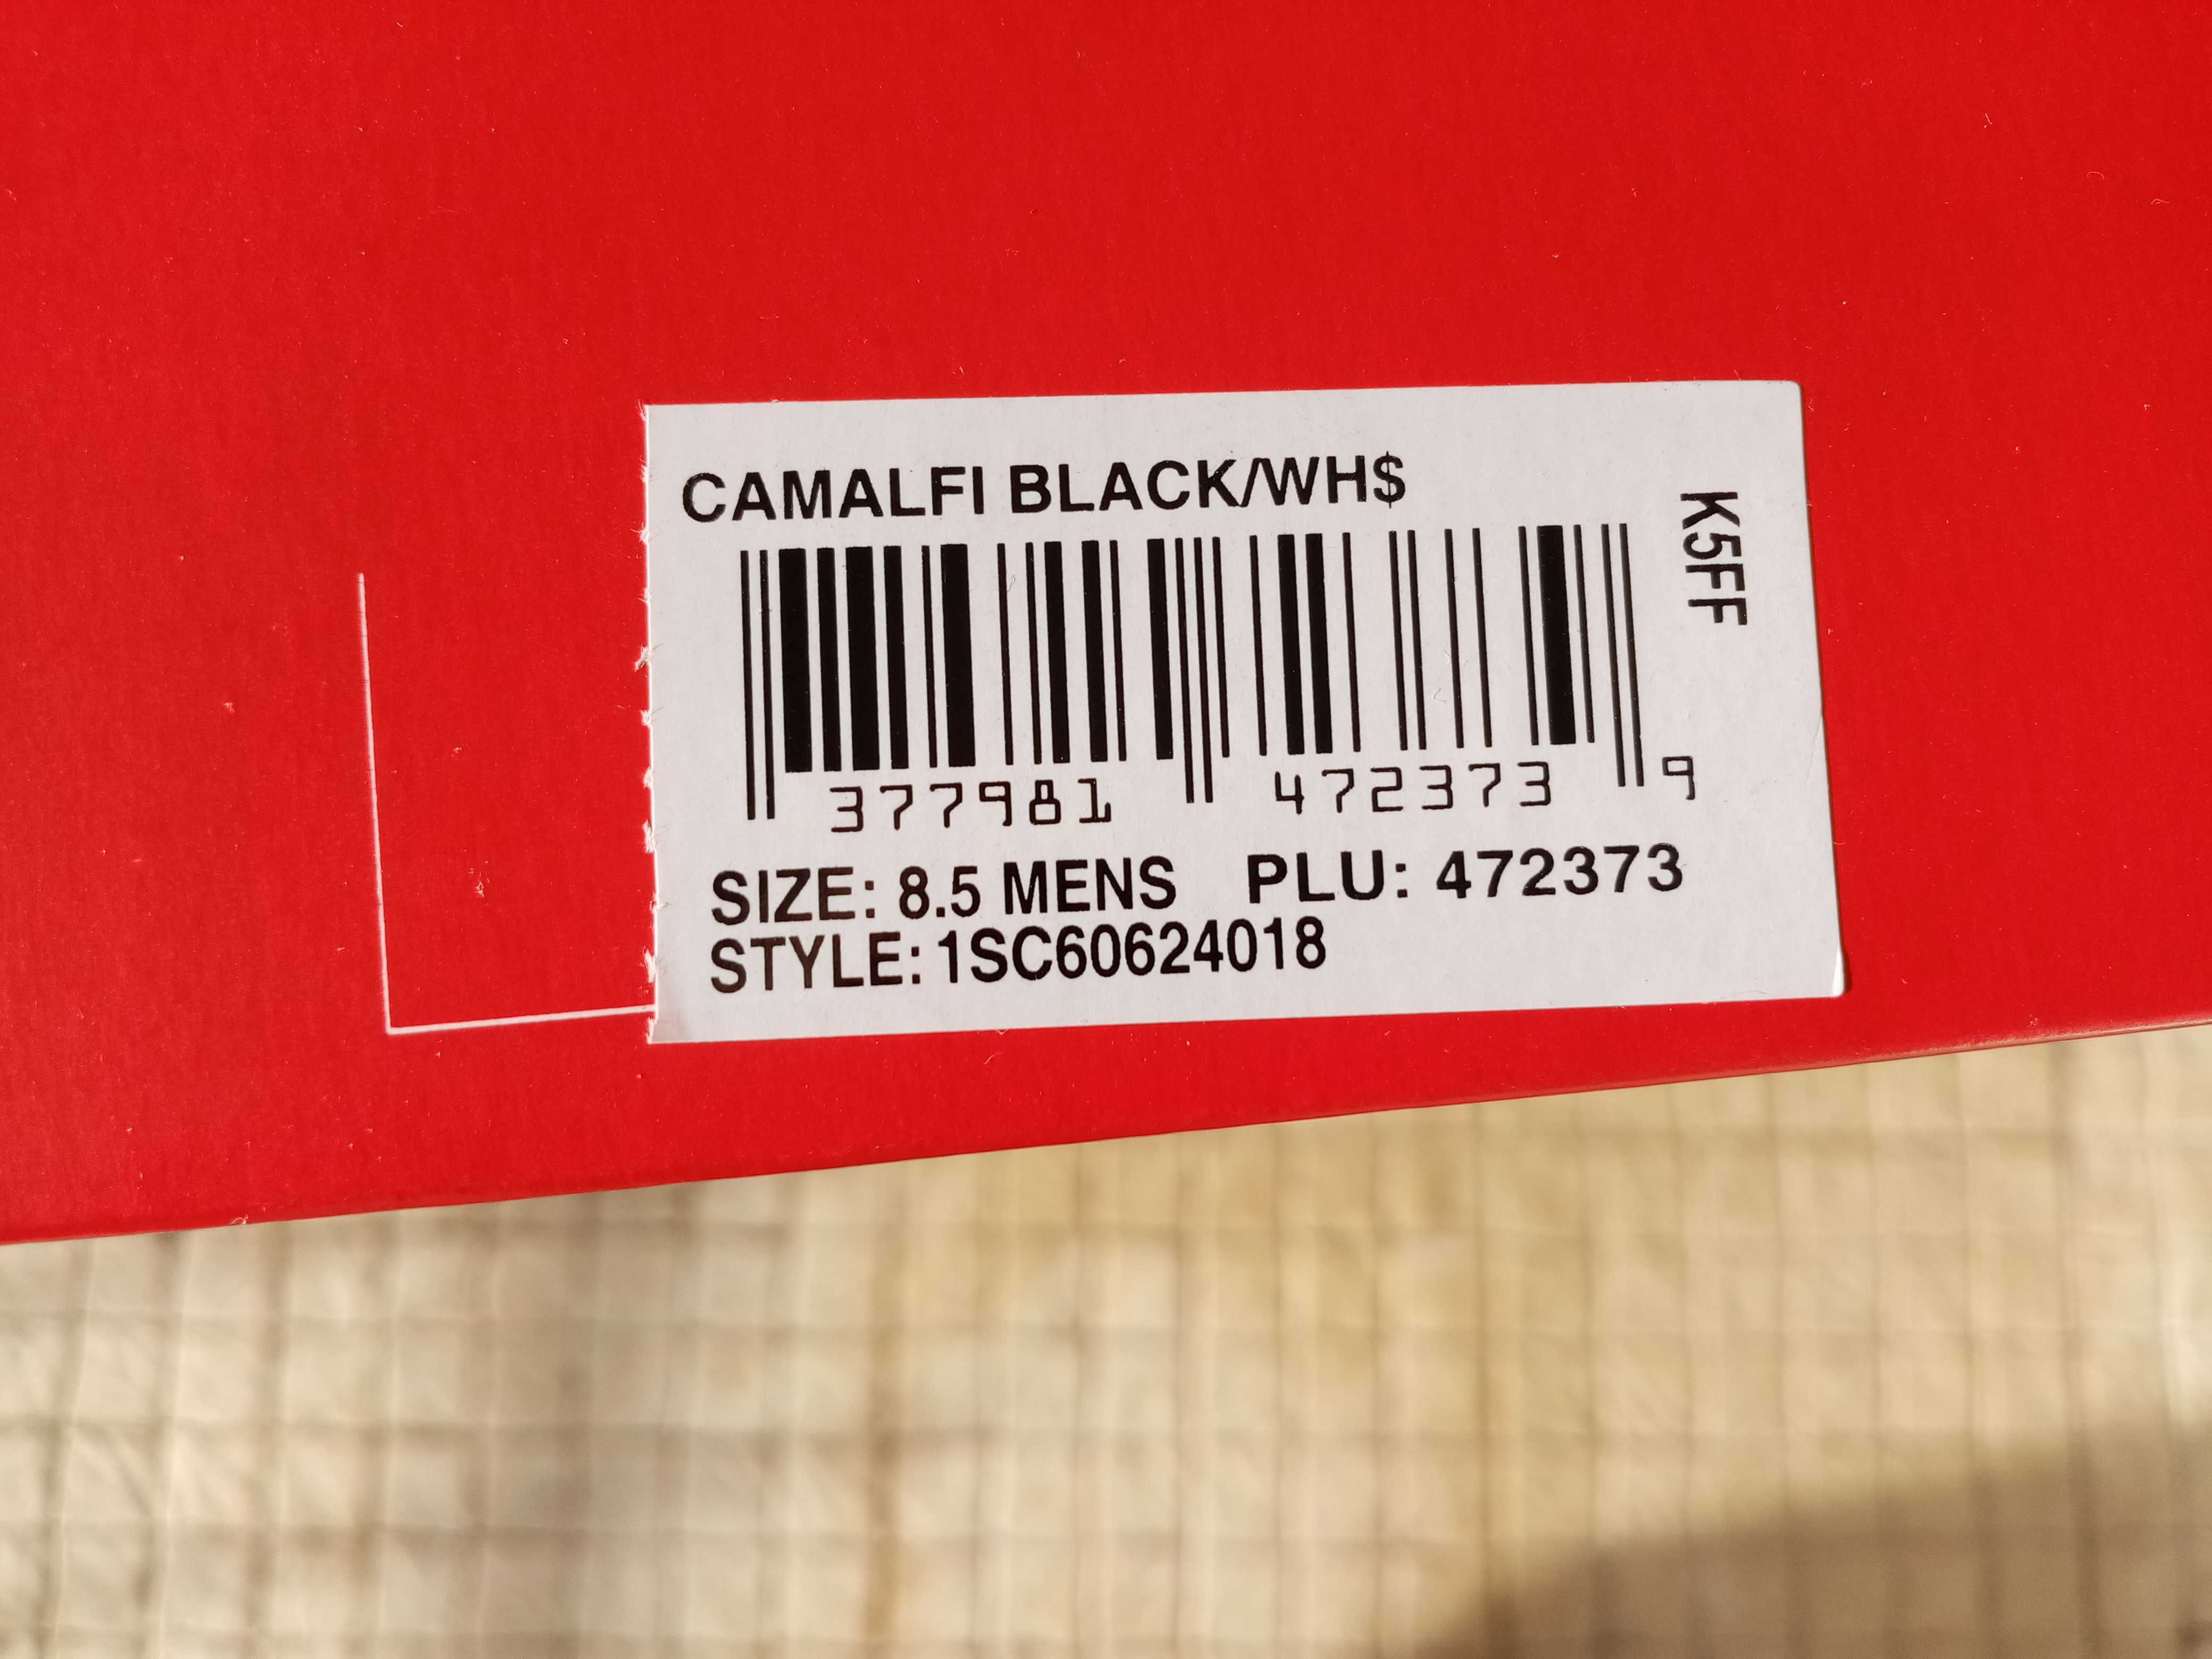 CAMALFI BLACK/WH$
K5FF
377981 472373 9
SIZE: 8.5 MENS PLU: 472373
STYLE: 1SC60624018